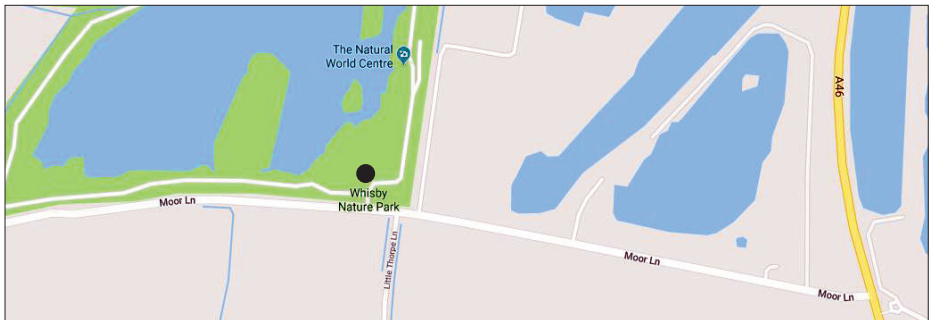 The Natural
World Centre
A46
Whisby
Nature Park
Moor Ln
Little Thorpe Ln
Moor Ln
Moor Ln